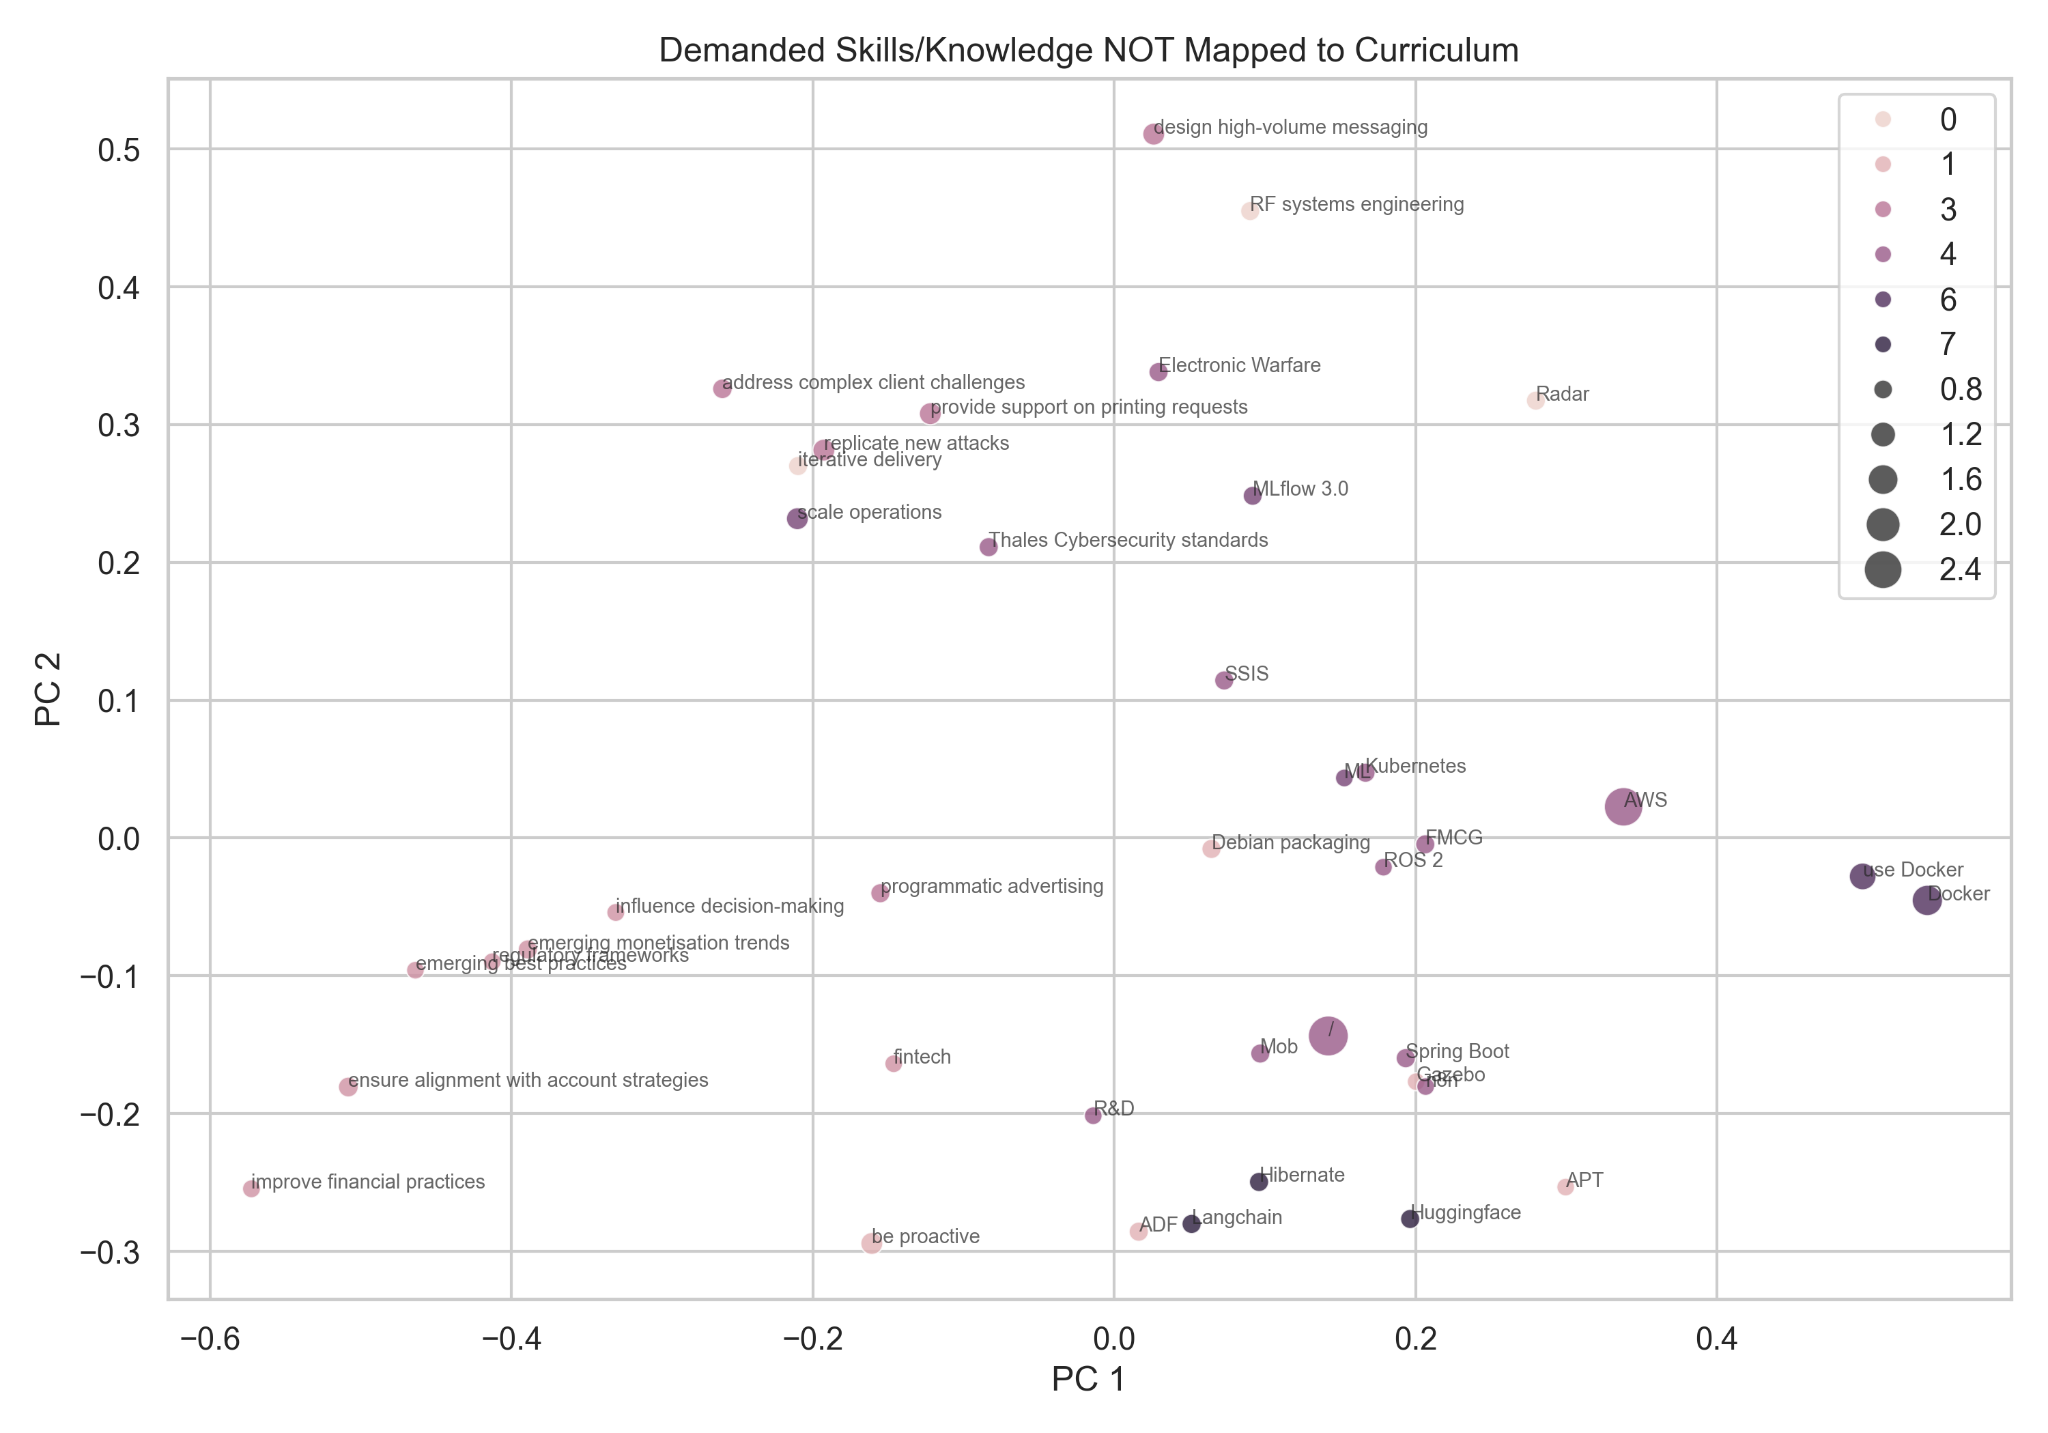 Demanded Skills/Knowledge NOT Mapped to Curriculum
design high-volume messaging
RF systems engineering
Electronic Warfare
address complex client challenges
Radar
provide support on printing requests
replicate new attacks
iterative delivery
MLflow 3.0
scale operations
Thales Cybersecurity standards
SSIS
ML
Kubernetes
AWS
FMCG
Debian packaging
ROS 2
use Docker
Docker
programmatic advertising
influence decision-making
emerging monetisation trends
regulatory frameworks
emerging best practices
/
Mob
Spring Boot
fintech
Gazebo
ensure alignment with account strategies
R&D
Hibernate
improve financial practices
APT
Huggingface
Langchain
ADF
be proactive
0
1
3
4
6
7
0.8
1.2
1.6
2.0
2.4
0.5
0.4
0.3
0.2
0.1
0.0
−0.1
−0.2
−0.3
PC 2
−0.6
−0.4
−0.2
0.0
0.2
0.4
PC 1